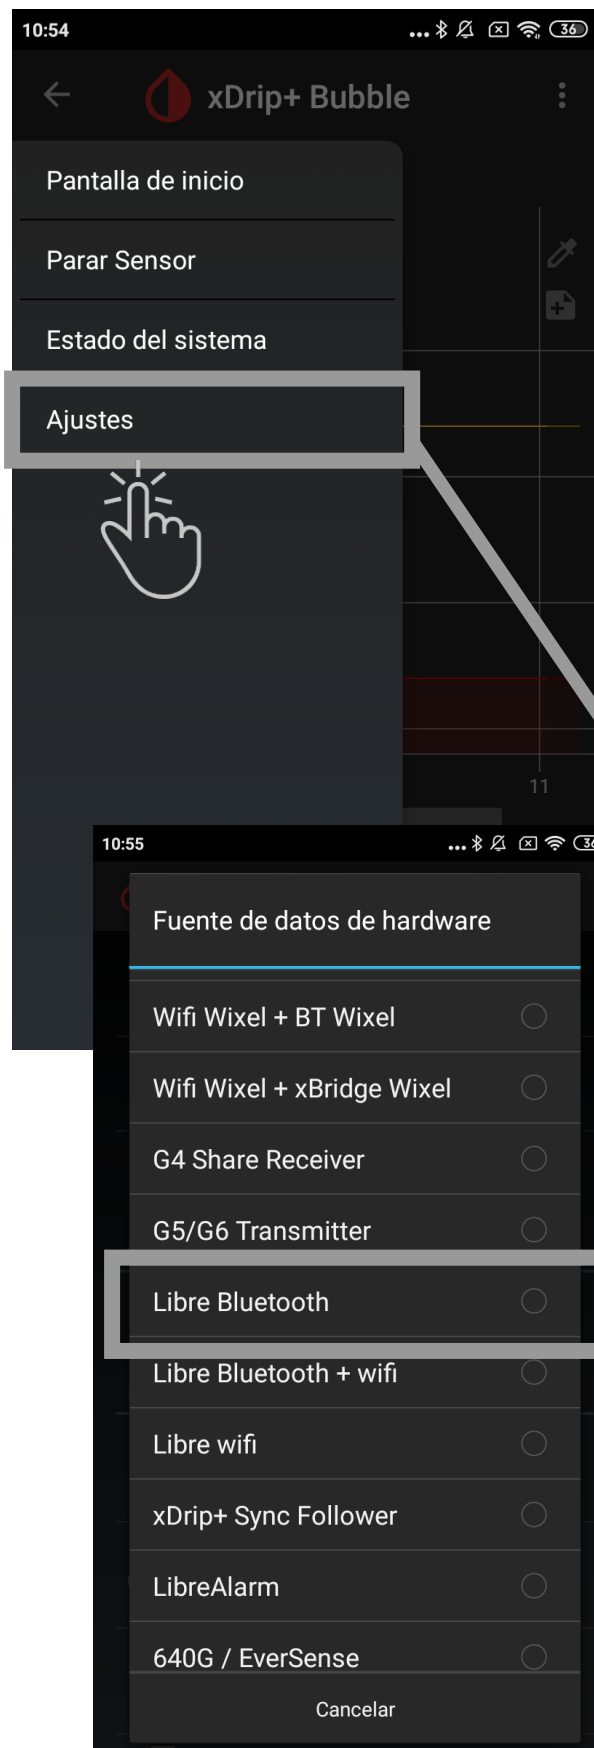 10:54
36
xDrip+ Bubble
Pantalla de inicio
Parar Sensor
Estado del sistema
Ajustes
11
10:55
36
Fuente de datos de hardware
Wifi Wixel + BT Wixel
Wifi Wixel + xBridge Wixel
G4 Share Receiver
G5/G6 Transmitter
Libre Bluetooth
Libre Bluetooth + wifi
Libre wifi
xDrip+ Sync Follower
LibreAlarm
640G / EverSense
Cancelar